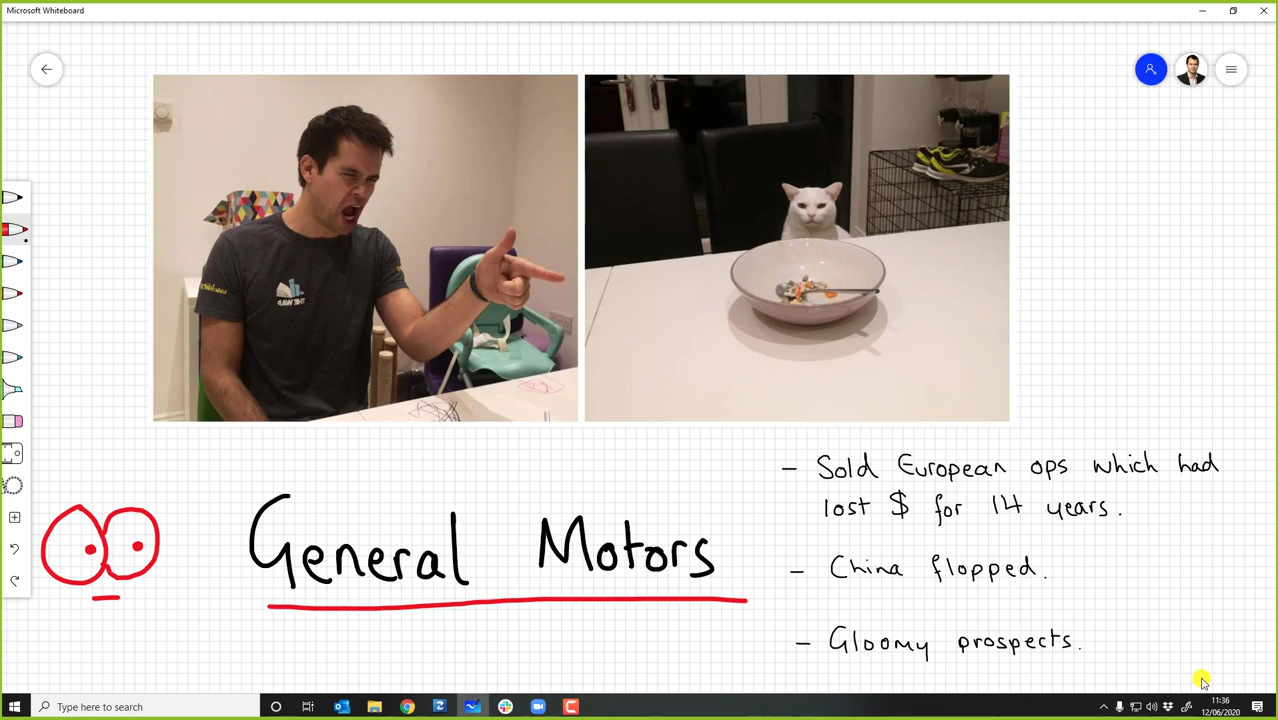 Microsoft Whiteboard
- Sold European ops which had
lost $ for 14 years.
General Motors
- China flopped.
- Gloomy prospects.
Type here to search
11:36
12/06/2020